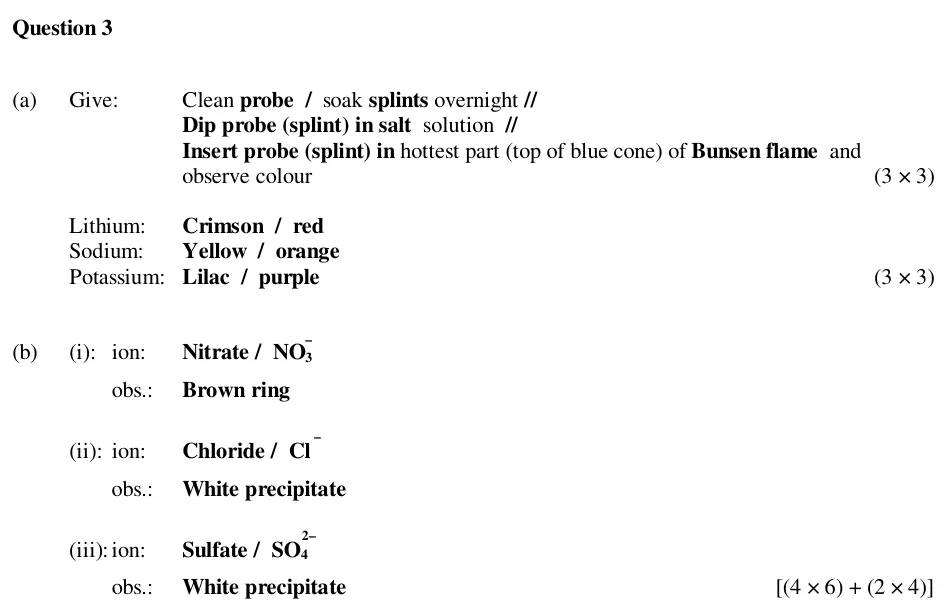 Question 3
(a) Give: Clean probe / soak splints overnight //
Dip probe (splint) in salt solution //
Insert probe (splint) in hottest part (top of blue cone) of Bunsen flame and
observe colour (3 × 3)
Lithium: Crimson / red
Sodium: Yellow / orange
Potassium: Lilac / purple (3 × 3)
(b) (i): ion: Nitrate / NO₃⁻
obs.: Brown ring
(ii): ion: Chloride / Cl⁻
obs.: White precipitate
(iii): ion: Sulfate / SO₄²⁻
obs.: White precipitate [(4 × 6) + (2 × 4)]